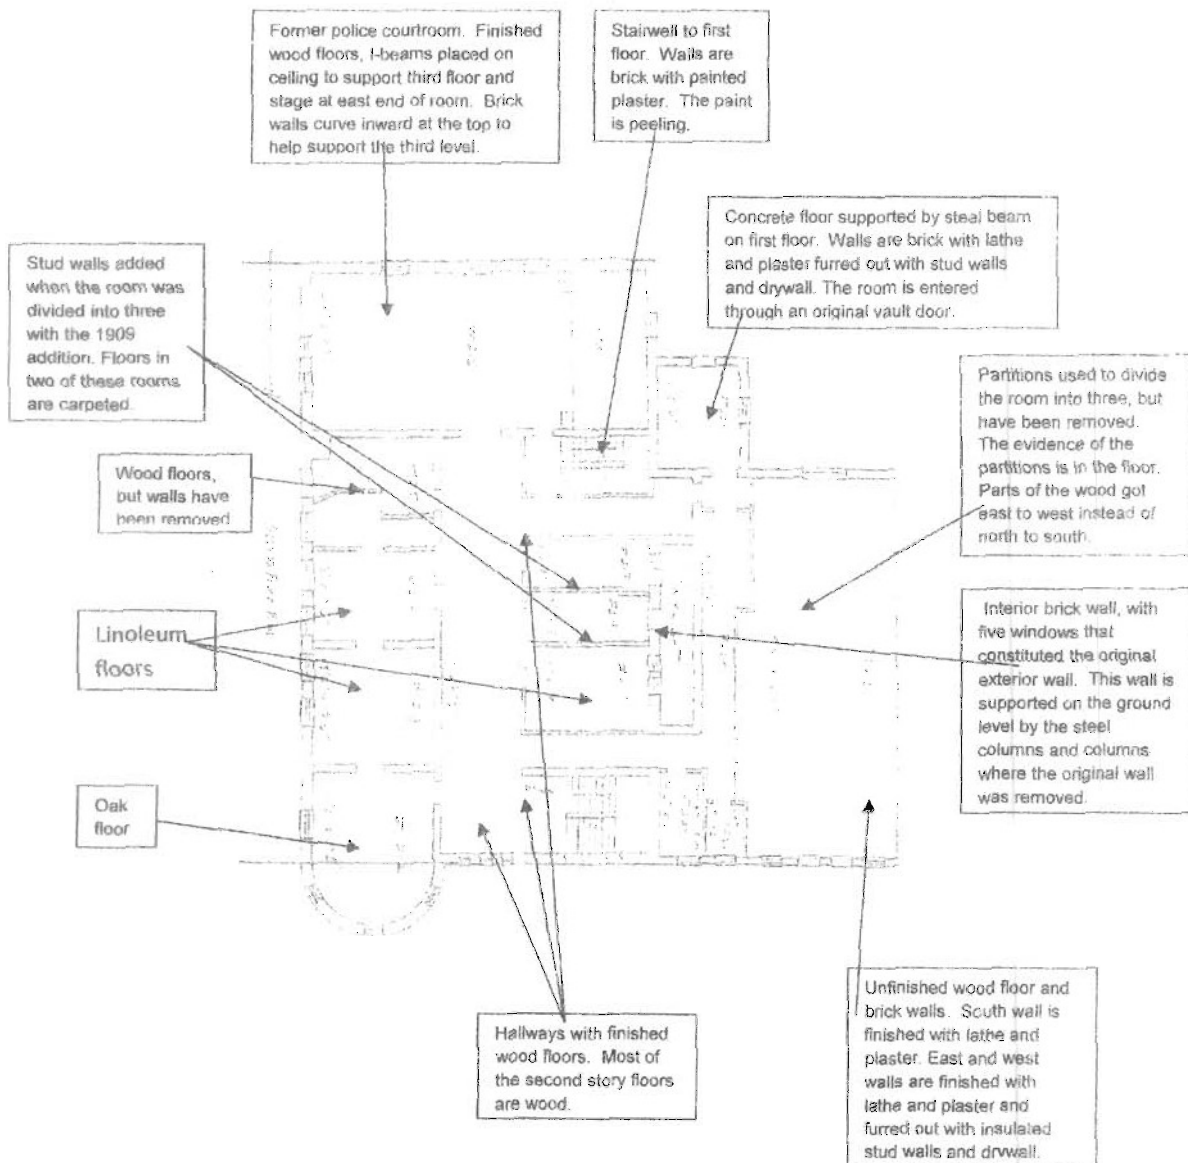 Former police courtroom. Finished
wood floors, I-beams placed on
ceiling to support third floor and
stage at east end of room. Brick
walls curve inward at the top to
help support the third level.
Stairwell to first
floor. Walls are
brick with painted
plaster. The paint
is peeling.
Concrete floor supported by steel beam
on first floor. Walls are brick with lathe
and plaster furred out with stud walls
and drywall. The room is entered
through an original vault door.
Stud walls added
when the room was
divided into three
with the 1909
addition. Floors in
two of these rooms
are carpeted.
Partitions used to divide
the room into three, but
have been removed.
The evidence of the
partitions is in the floor.
Parts of the wood got
east to west instead of
north to south.
Wood floors,
but walls have
been removed
Linoleum
floors
Interior brick wall, with
five windows that
constituted the original
exterior wall. This wall is
supported on the ground
level by the steel
columns and columns
where the original wall
was removed.
Oak
floor
Hallways with finished
wood floors. Most of
the second story floors
are wood.
Unfinished wood floor and
brick walls. South wall is
finished with lathe and
plaster. East and west
walls are finished with
lathe and plaster and
furred out with insulated
stud walls and drywall.